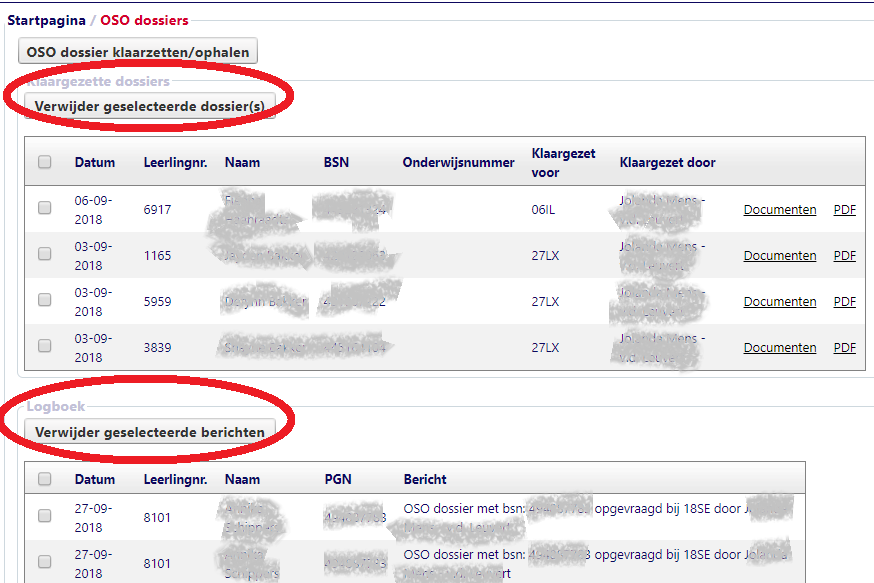 Startpagina / OSO dossiers
OSO dossier klaarzetten/ophalen
Klaargezette dossiers
Verwijder geselecteerde dossier(s)
Datum Leerlingnr. Naam BSN Onderwijsnummer Klaargezet voor Klaargezet door
06-09-2018 6917 06IL Documenten PDF
03-09-2018 1165 27LX Documenten PDF
03-09-2018 5959 27LX Documenten PDF
03-09-2018 3839 27LX Documenten PDF
Logboek
Verwijder geselecteerde berichten
Datum Leerlingnr. Naam PGN Bericht
27-09-2018 8101 OSO dossier met bsn: opgevraagd bij 18SE door
27-09-2018 8101 OSO dossier met bsn: opgevraagd bij 18SE door